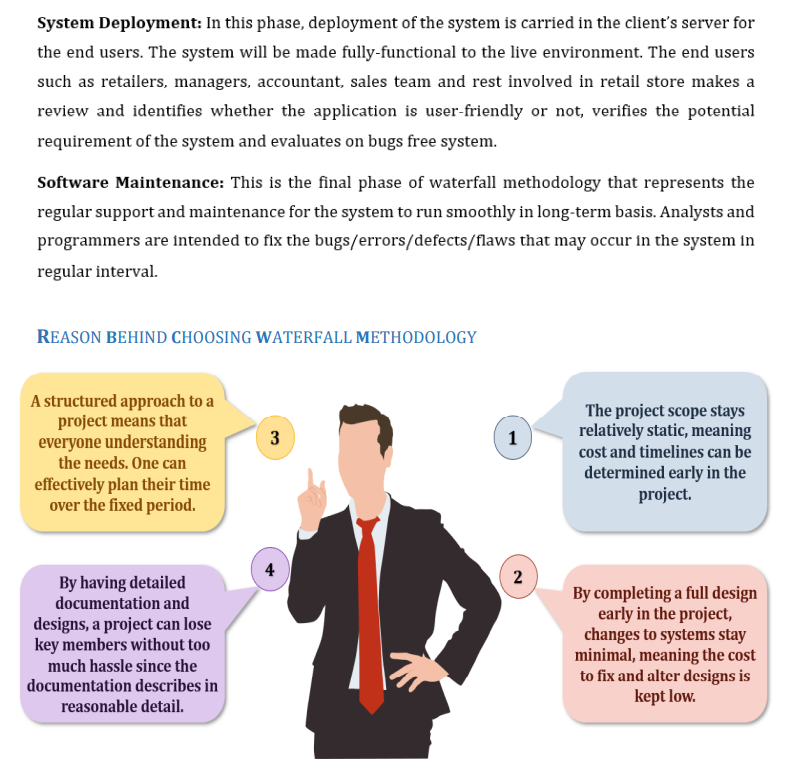 System Deployment: In this phase, deployment of the system is carried in the client's server for
the end users. The system will be made fully-functional to the live environment. The end users
such as retailers, managers, accountant, sales team and rest involved in retail store makes a
review and identifies whether the application is user-friendly or not, verifies the potential
requirement of the system and evaluates on bugs free system.
Software Maintenance: This is the final phase of waterfall methodology that represents the
regular support and maintenance for the system to run smoothly in long-term basis. Analysts and
programmers are intended to fix the bugs/errors/defects/flaws that may occur in the system in
regular interval.
REASON BEHIND CHOOSING WATERFALL METHODOLOGY
1
The project scope stays
relatively static, meaning
cost and timelines can be
determined early in the
project.
2
By completing a full design
early in the project,
changes to systems stay
minimal, meaning the cost
to fix and alter designs is
kept low.
3
A structured approach to a
project means that
everyone understanding
the needs. One can
effectively plan their time
over the fixed period.
4
By having detailed
documentation and
designs, a project can lose
key members without too
much hassle since the
documentation describes in
reasonable detail.